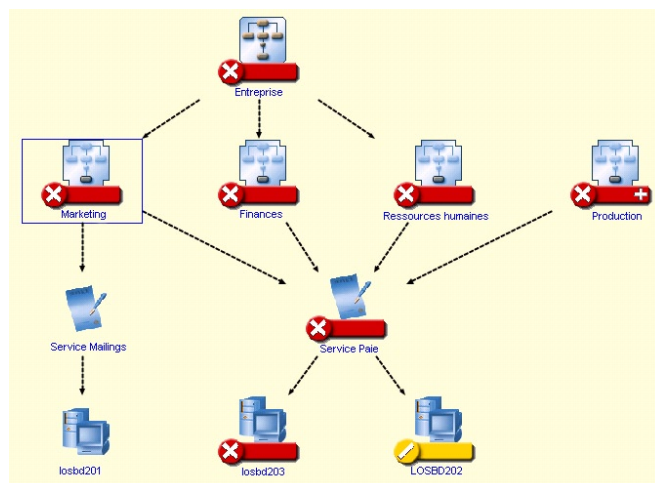 Entreprise
Marketing
Finances
Ressources humaines
Production
Service Mailings
Service Paie
losbd201
losbd203
LOSBD202